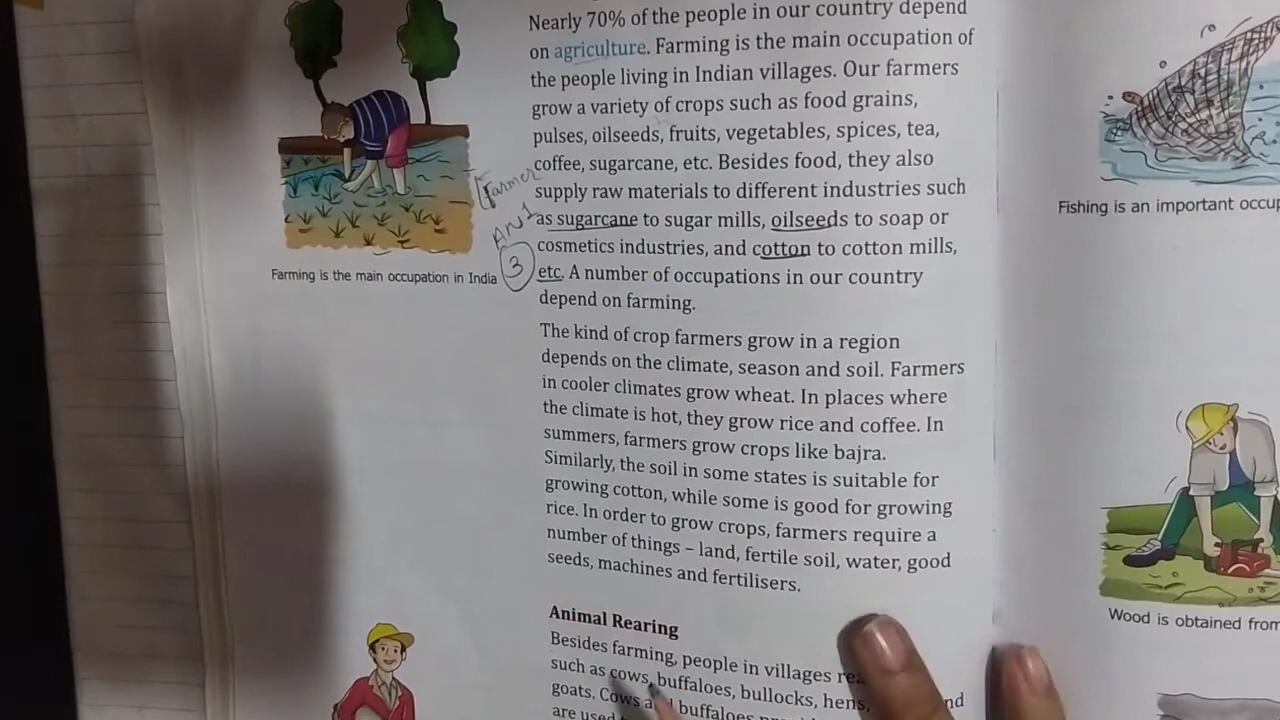 Nearly 70% of the people in our country depend
on agriculture. Farming is the main occupation of
the people living in Indian villages. Our farmers
grow a variety of crops such as food grains,
pulses, oilseeds, fruits, vegetables, spices, tea,
coffee, sugarcane, etc. Besides food, they also
supply raw materials to different industries such
as sugarcane to sugar mills, oilseeds to soap or
cosmetics industries, and cotton to cotton mills,
etc. A number of occupations in our country
depend on farming.
Farmer
ANS
3
Farming is the main occupation in India
The kind of crop farmers grow in a region
depends on the climate, season and soil. Farmers
in cooler climates grow wheat. In places where
the climate is hot, they grow rice and coffee. In
summers, farmers grow crops like bajra.
Similarly, the soil in some states is suitable for
growing cotton, while some is good for growing
rice. In order to grow crops, farmers require a
number of things – land, fertile soil, water, good
seeds, machines and fertilisers.
Animal Rearing
Besides farming, people in villages
such as cows, buffaloes, bullocks, hens,
goats. Cows buffaloes
are used
Fishing is an important
Wood is obtained from